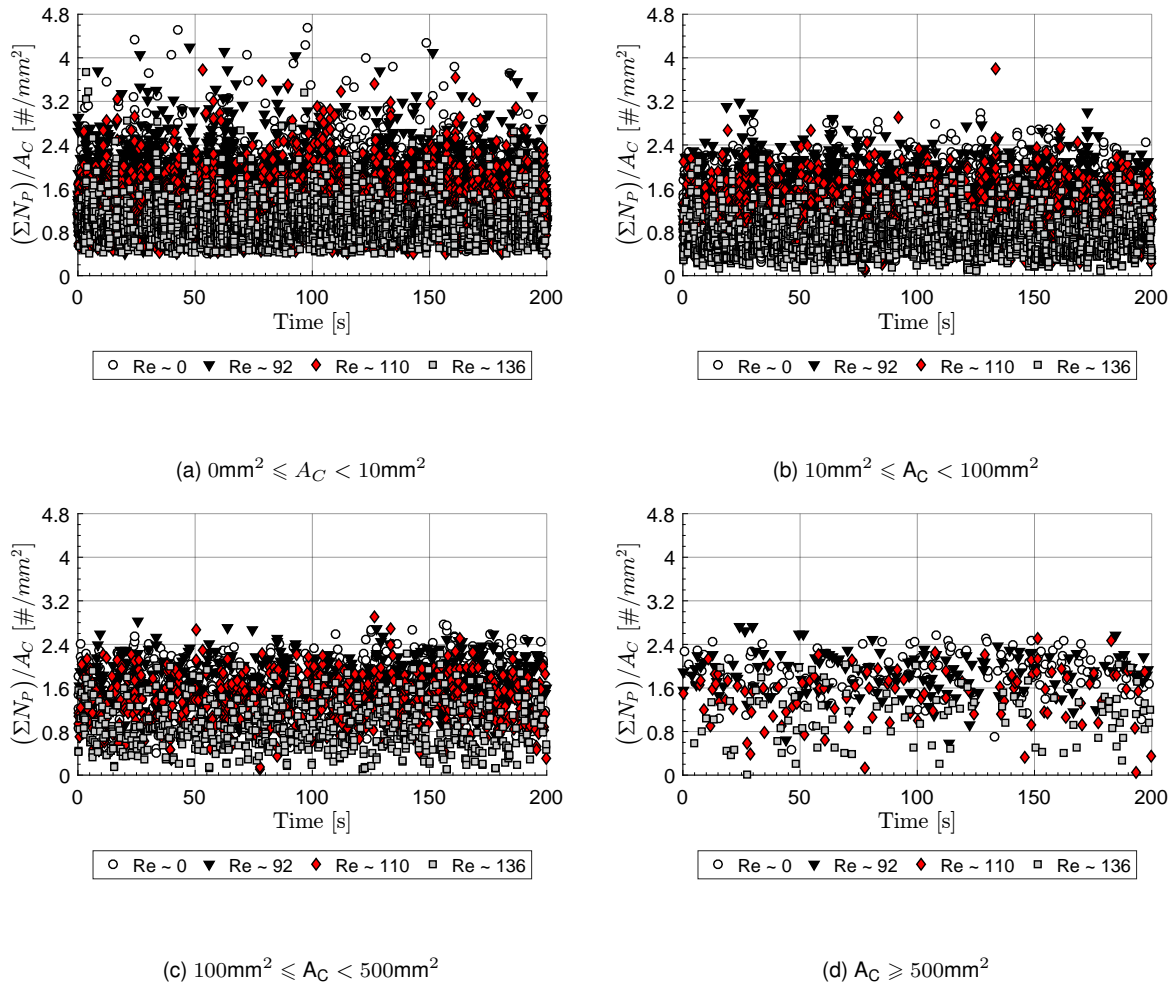 (ΣN_P)/A_C [#/mm²]
4.8
4
3.2
2.4
1.6
0.8
0
0 50 100 150 200
Time [s]
Re ~ 0 Re ~ 92 Re ~ 110 Re ~ 136
(a) 0mm² ⩽ A_C < 10mm²
(ΣN_P)/A_C [#/mm²]
4.8
4
3.2
2.4
1.6
0.8
0
0 50 100 150 200
Time [s]
Re ~ 0 Re ~ 92 Re ~ 110 Re ~ 136
(b) 10mm² ⩽ A_C < 100mm²
(ΣN_P)/A_C [#/mm²]
4.8
4
3.2
2.4
1.6
0.8
0
0 50 100 150 200
Time [s]
Re ~ 0 Re ~ 92 Re ~ 110 Re ~ 136
(c) 100mm² ⩽ A_C < 500mm²
(ΣN_P)/A_C [#/mm²]
4.8
4
3.2
2.4
1.6
0.8
0
0 50 100 150 200
Time [s]
Re ~ 0 Re ~ 92 Re ~ 110 Re ~ 136
(d) A_C ⩾ 500mm²